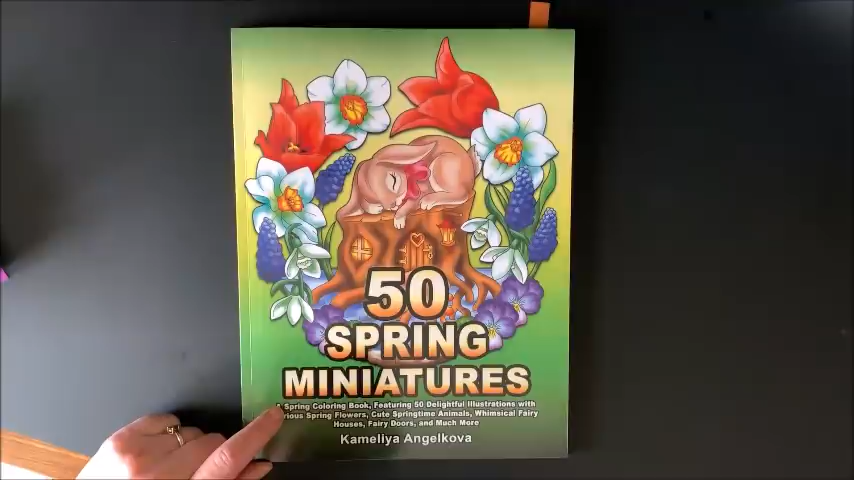 50
SPRING
MINIATURES
Spring Coloring Book, Featuring 50 Delightful Illustrations with
Spring Flowers, Cute Springtime Animals, Whimsical Fairy
Houses, Fairy Doors, and Much More
Kameliya Angelkova